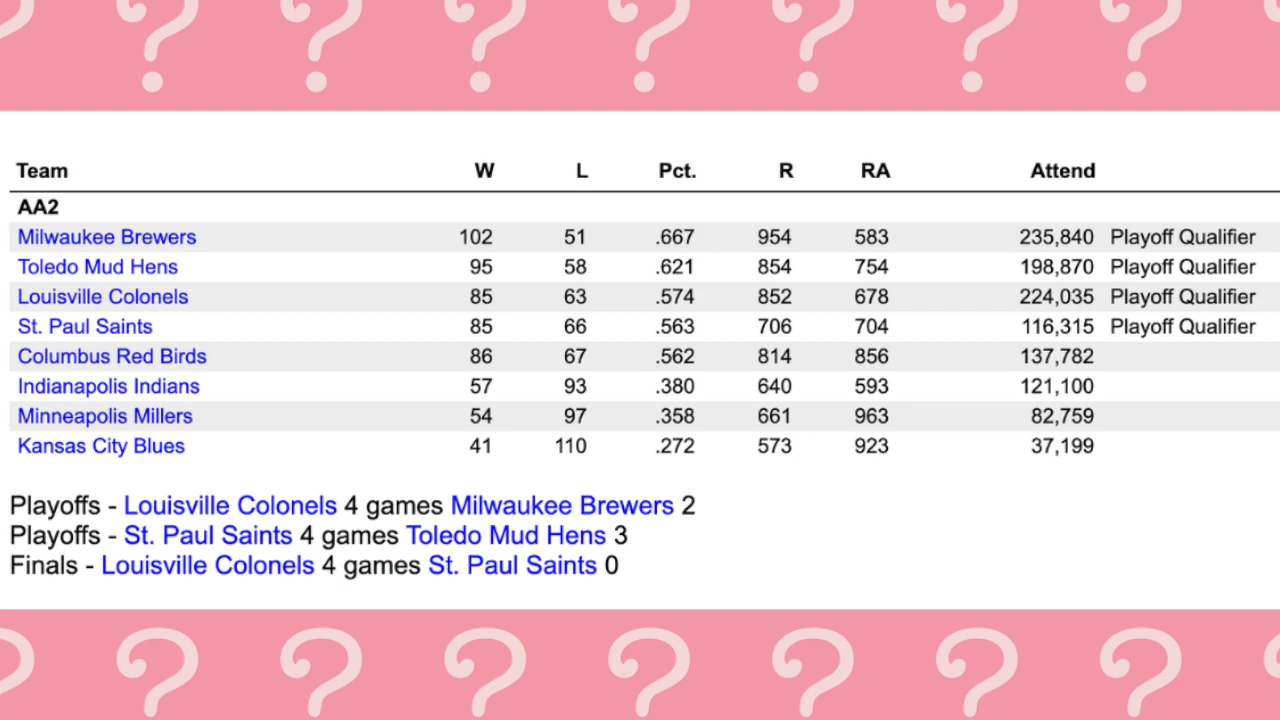 Team W L Pct. R RA Attend
AA2
Milwaukee Brewers 102 51 .667 954 583 235,840 Playoff Qualifier
Toledo Mud Hens 95 58 .621 854 754 198,870 Playoff Qualifier
Louisville Colonels 85 63 .574 852 678 224,035 Playoff Qualifier
St. Paul Saints 85 66 .563 706 704 116,315 Playoff Qualifier
Columbus Red Birds 86 67 .562 814 856 137,782
Indianapolis Indians 57 93 .380 640 593 121,100
Minneapolis Millers 54 97 .358 661 963 82,759
Kansas City Blues 41 110 .272 573 923 37,199
Playoffs - Louisville Colonels 4 games Milwaukee Brewers 2
Playoffs - St. Paul Saints 4 games Toledo Mud Hens 3
Finals - Louisville Colonels 4 games St. Paul Saints 0